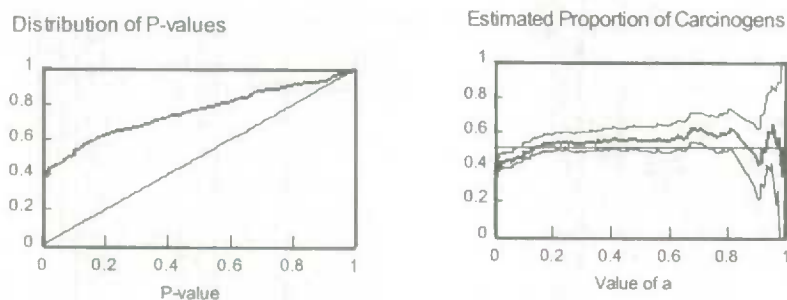 Distribution of P-values
1
0.8
0.6
0.4
0.2
0
0 0.2 0.4 0.6 0.8 1
P-value
Estimated Proportion of Carcinogens
1
0.8
0.6
0.4
0.2
0
0 0.2 0.4 0.6 0.8 1
Value of a